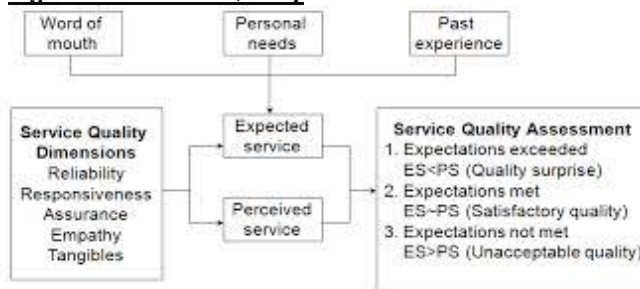 Word of
mouth
Personal
needs
Past
experience
Service Quality
Dimensions
Reliability
Responsiveness
Assurance
Empathy
Tangibles
Expected
service
Perceived
service
Service Quality Assessment
1. Expectations exceeded
ES<PS (Quality surprise)
2. Expectations met
ES~PS (Satisfactory quality)
3. Expectations not met
ES>PS (Unacceptable quality)